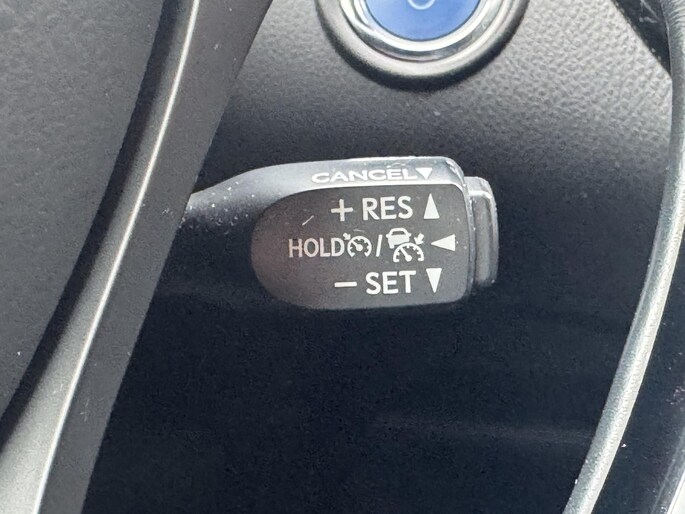 CANCEL▼
+ RES ▲
HOLD / ◄
− SET ▼